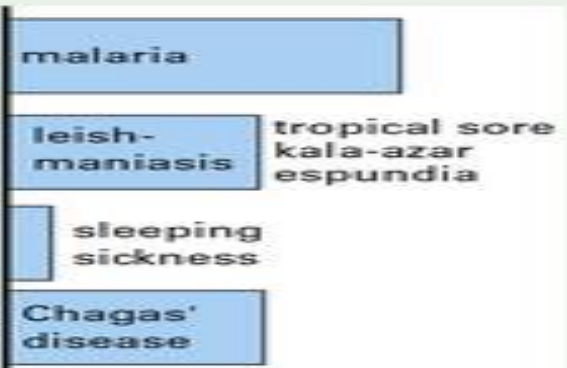 malaria
leish-
maniasis
tropical sore
kala-azar
espundia
sleeping
sickness
Chagas'
disease